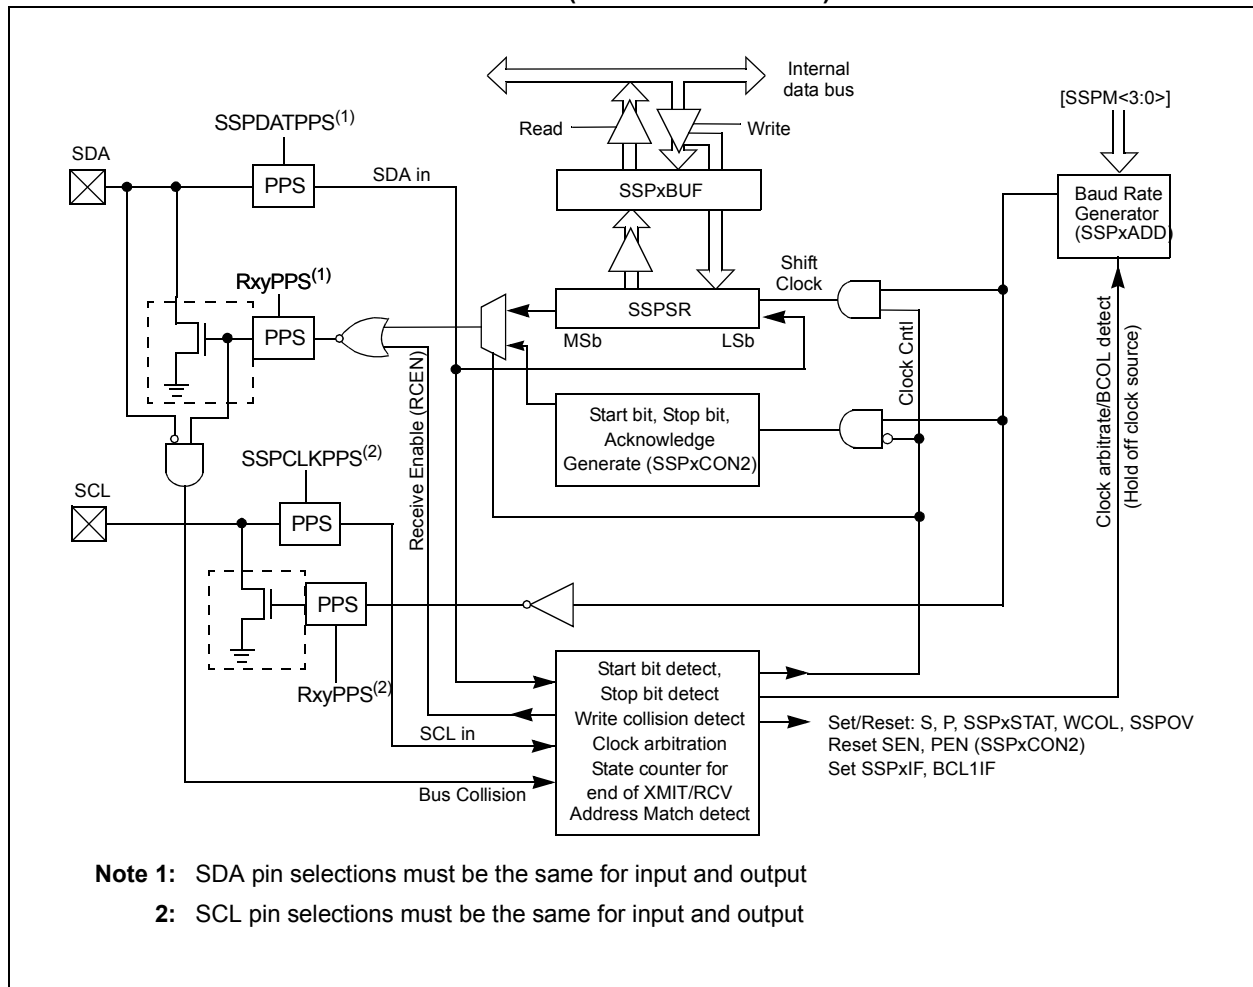 Internal
data bus
[SSPM<3:0>]
SSPDATPPS(1)
Read
Write
SDA
PPS
SDA in
SSPxBUF
Baud Rate
Generator
(SSPxADD)
Shift
Clock
RxyPPS(1)
SSPSR
PPS
MSb
LSb
Clock Cntl
Receive Enable (RCEN)
Clock arbitrate/BCOL detect
(Hold off clock source)
Start bit, Stop bit,
Acknowledge
Generate (SSPxCON2)
SSPCLKPPS(2)
SCL
PPS
PPS
RxyPPS(2)
SCL in
Bus Collision
Start bit detect,
Stop bit detect
Write collision detect
Clock arbitration
State counter for
end of XMIT/RCV
Address Match detect
Set/Reset: S, P, SSPxSTAT, WCOL, SSPOV
Reset SEN, PEN (SSPxCON2)
Set SSPxIF, BCL1IF
Note 1: SDA pin selections must be the same for input and output
2: SCL pin selections must be the same for input and output